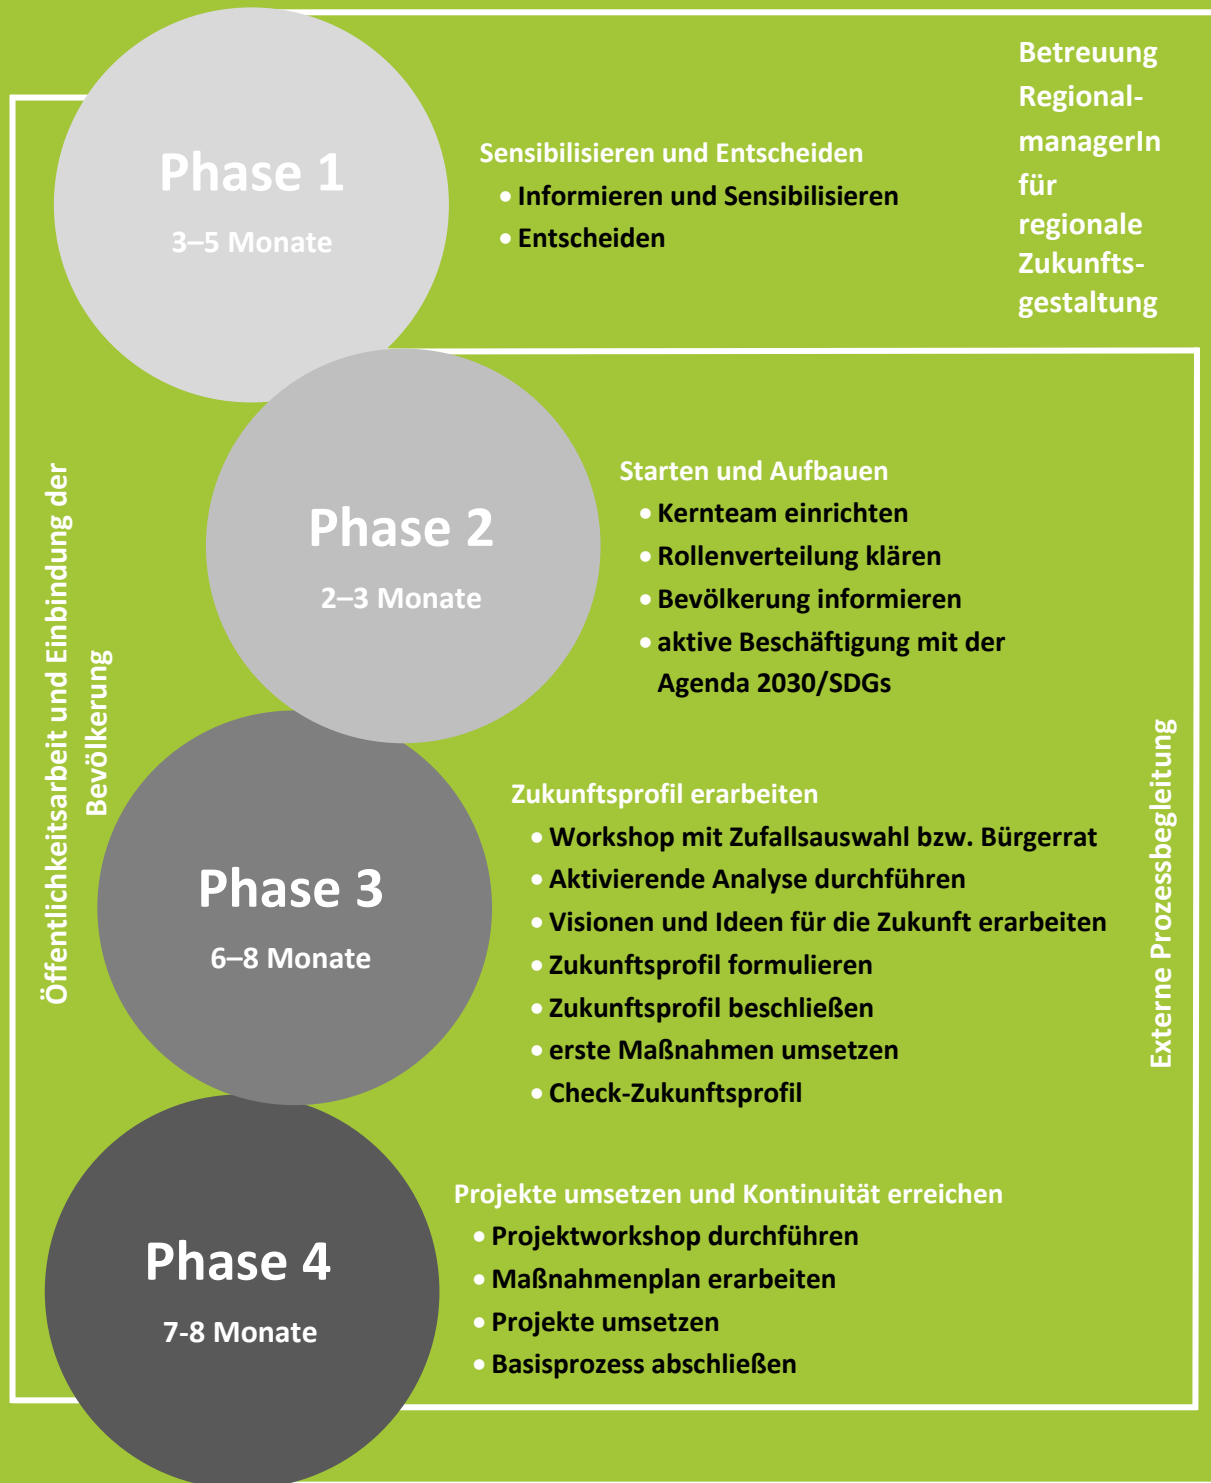 Betreuung
Regional-
managerIn
für
regionale
Zukunfts-
gestaltung
Phase 1
3–5 Monate
Sensibilisieren und Entscheiden
• Informieren und Sensibilisieren
• Entscheiden
Phase 2
2–3 Monate
Starten und Aufbauen
• Kernteam einrichten
• Rollenverteilung klären
• Bevölkerung informieren
• aktive Beschäftigung mit der
Agenda 2030/SDGs
Öffentlichkeitsarbeit und Einbindung der
Bevölkerung
Phase 3
6–8 Monate
Zukunftsprofil erarbeiten
• Workshop mit Zufallsauswahl bzw. Bürgerrat
• Aktivierende Analyse durchführen
• Visionen und Ideen für die Zukunft erarbeiten
• Zukunftsprofil formulieren
• Zukunftsprofil beschließen
• erste Maßnahmen umsetzen
• Check-Zukunftsprofil
Externe Prozessbegleitung
Phase 4
7-8 Monate
Projekte umsetzen und Kontinuität erreichen
• Projektworkshop durchführen
• Maßnahmenplan erarbeiten
• Projekte umsetzen
• Basisprozess abschließen